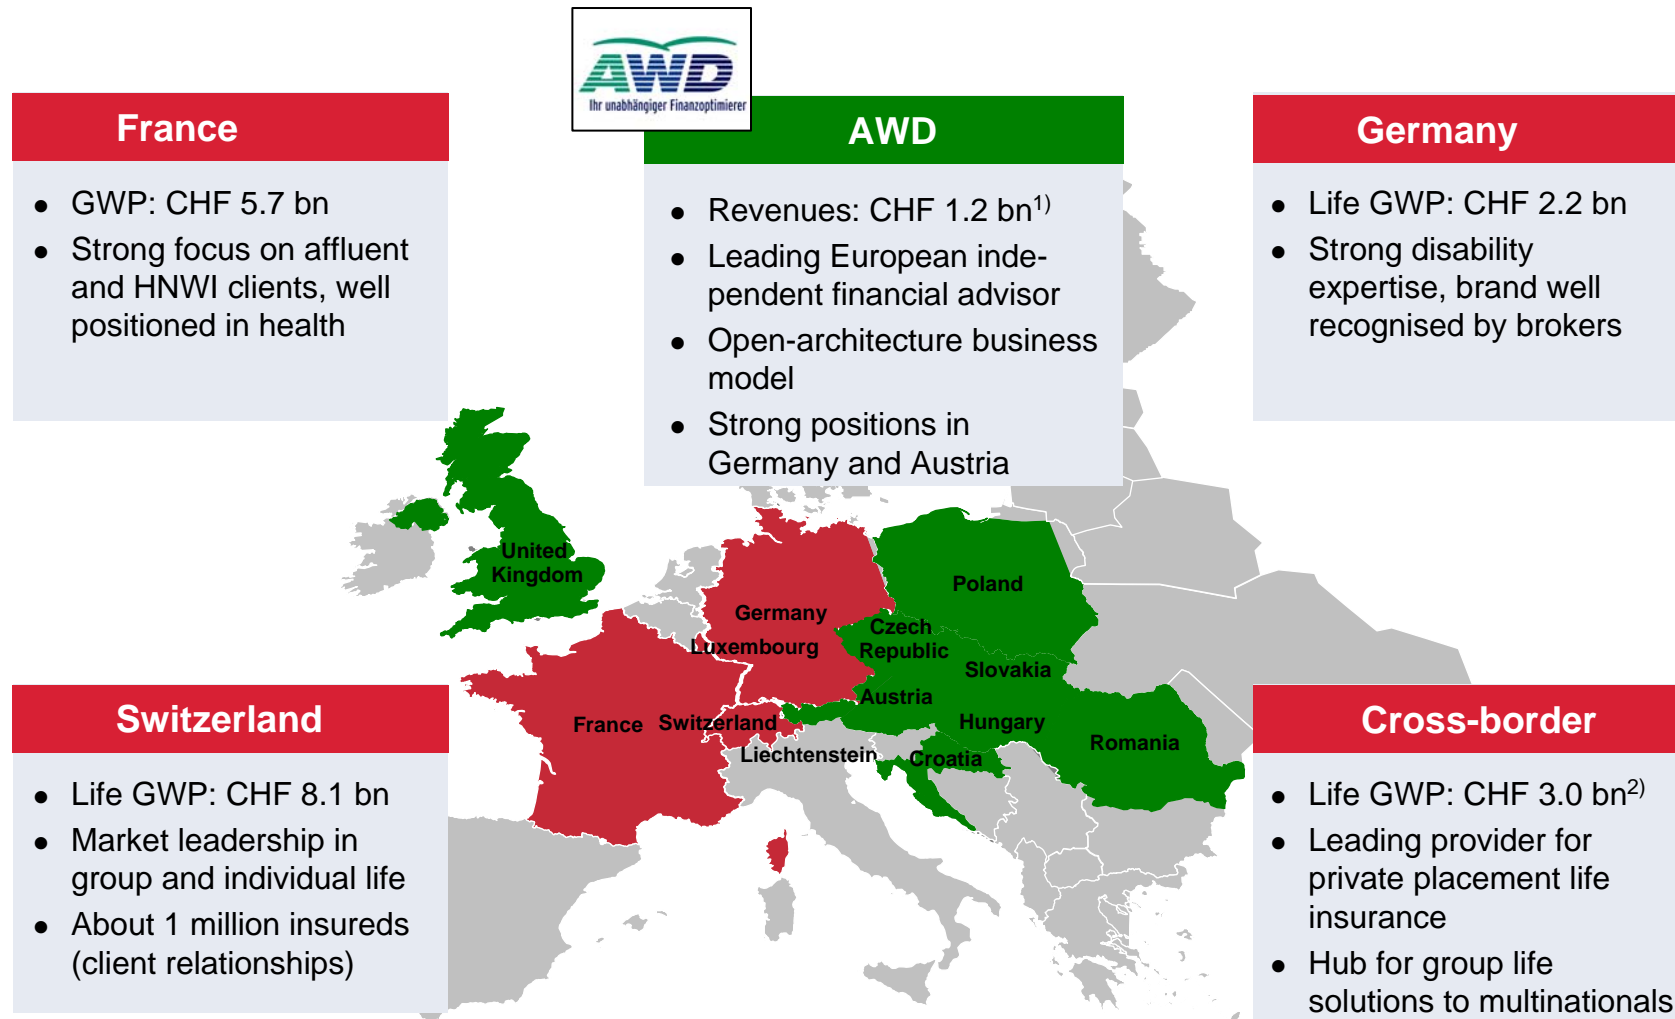 AWD
Ihr unabhängiger Finanzoptimierer
France
● GWP: CHF 5.7 bn
● Strong focus on affluent
and HNWI clients, well
positioned in health
AWD
● Revenues: CHF 1.2 bn1)
● Leading European inde-
pendent financial advisor
● Open-architecture business
model
● Strong positions in
Germany and Austria
Germany
● Life GWP: CHF 2.2 bn
● Strong disability
expertise, brand well
recognised by brokers
United
Kingdom
Poland
Germany
Czech
Republic
Luxembourg
Slovakia
Austria
France
Switzerland
Hungary
Romania
Liechtenstein
Croatia
Switzerland
● Life GWP: CHF 8.1 bn
● Market leadership in
group and individual life
● About 1 million insureds
(client relationships)
Cross-border
● Life GWP: CHF 3.0 bn2)
● Leading provider for
private placement life
insurance
● Hub for group life
solutions to multinationals